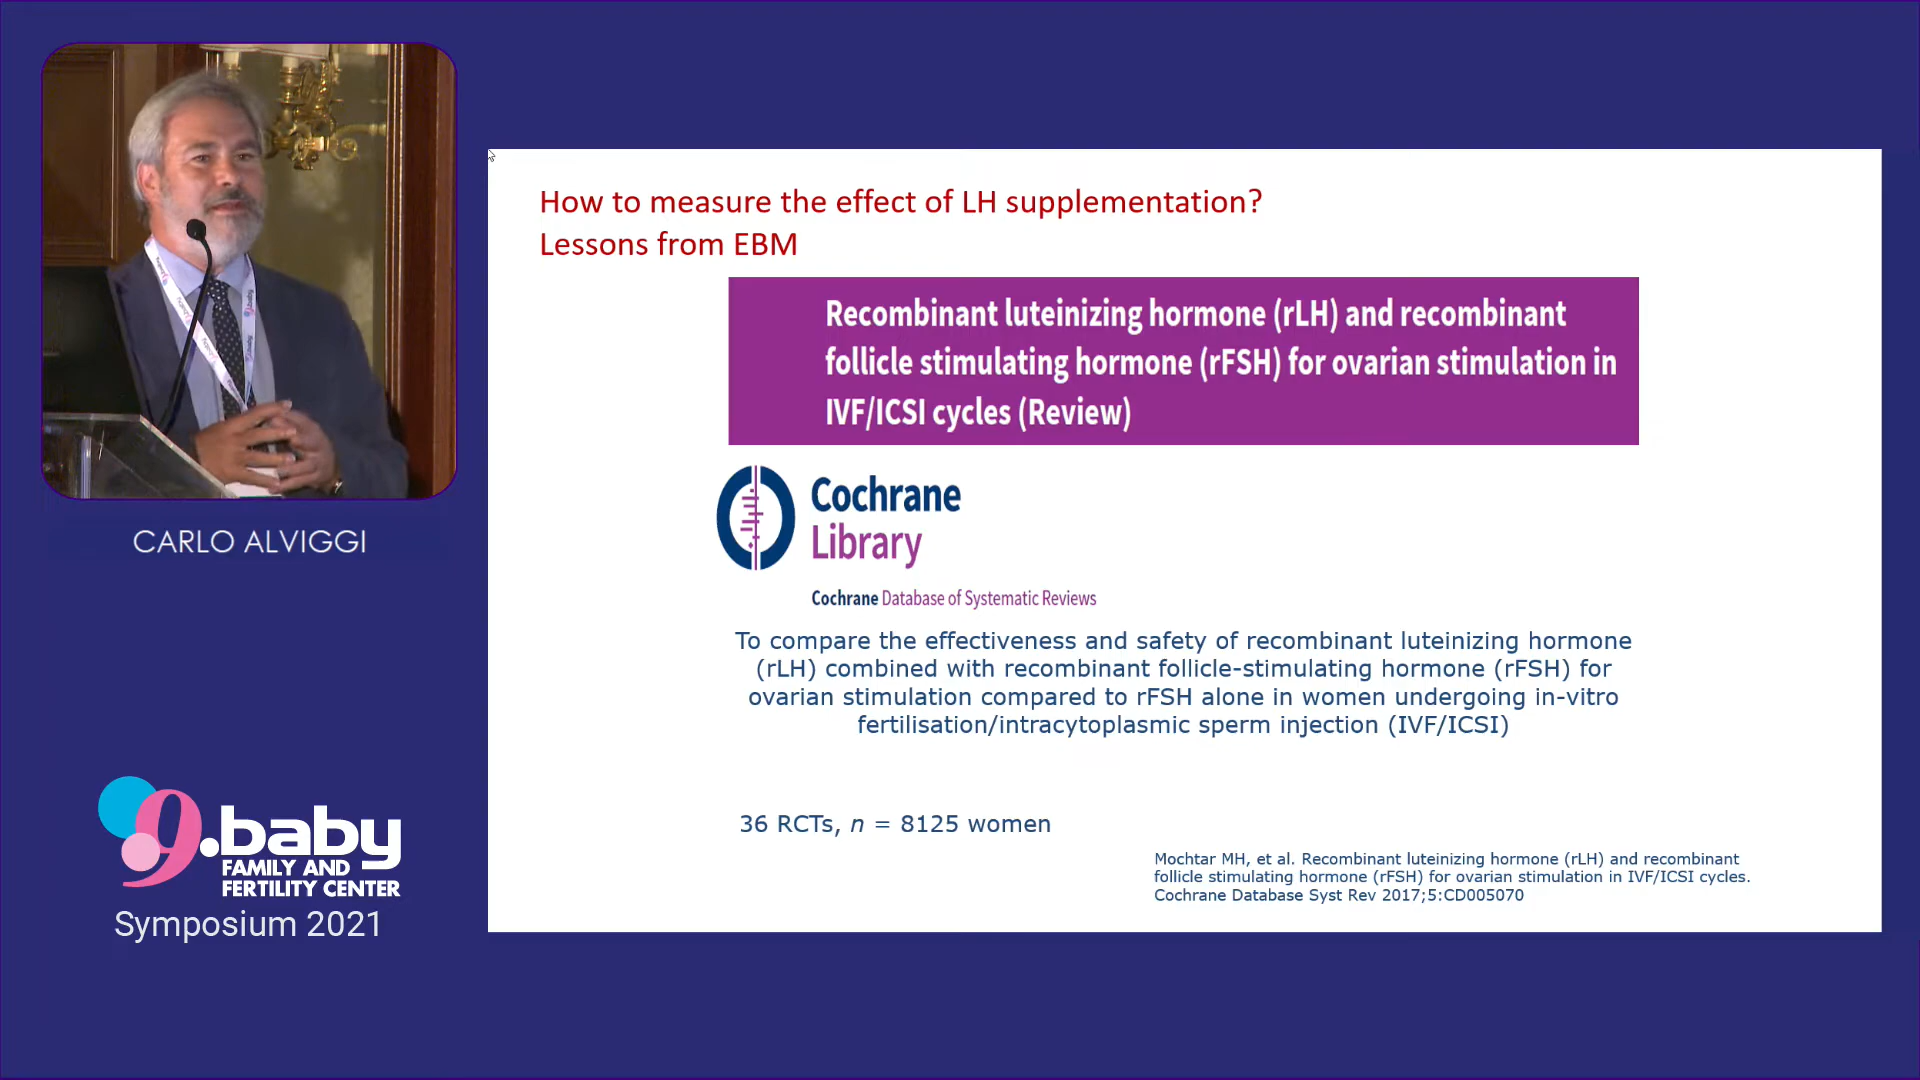 CARLO ALVIGGI
9.baby
FAMILY AND
FERTILITY CENTER
Symposium 2021
How to measure the effect of LH supplementation?
Lessons from EBM
Recombinant luteinizing hormone (rLH) and recombinant
follicle stimulating hormone (rFSH) for ovarian stimulation in
IVF/ICSI cycles (Review)
Cochrane
Library
Cochrane Database of Systematic Reviews
To compare the effectiveness and safety of recombinant luteinizing hormone
(rLH) combined with recombinant follicle-stimulating hormone (rFSH) for
ovarian stimulation compared to rFSH alone in women undergoing in-vitro
fertilisation/intracytoplasmic sperm injection (IVF/ICSI)
36 RCTs, n = 8125 women
Mochtar MH, et al. Recombinant luteinizing hormone (rLH) and recombinant
follicle stimulating hormone (rFSH) for ovarian stimulation in IVF/ICSI cycles.
Cochrane Database Syst Rev 2017;5:CD005070